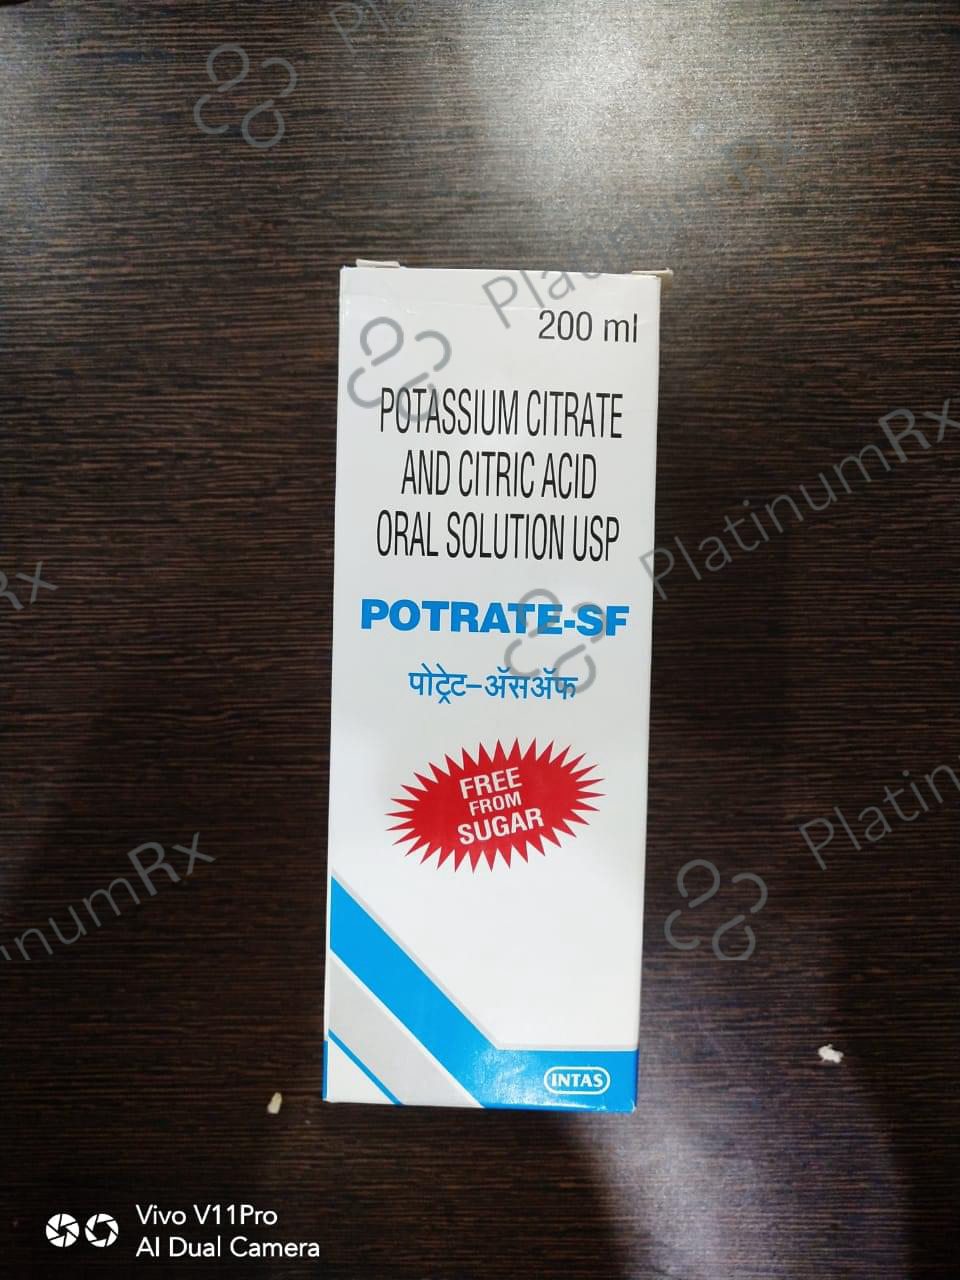 200 ml
POTASSIUM CITRATE
AND CITRIC ACID
ORAL SOLUTION USP
POTRATE-SF
पोट्रेट-ॲसॲफ
FREE
FROM
SUGAR
INTAS
PlatinumRx
PlatinumRx
Vivo V11Pro
AI Dual Camera